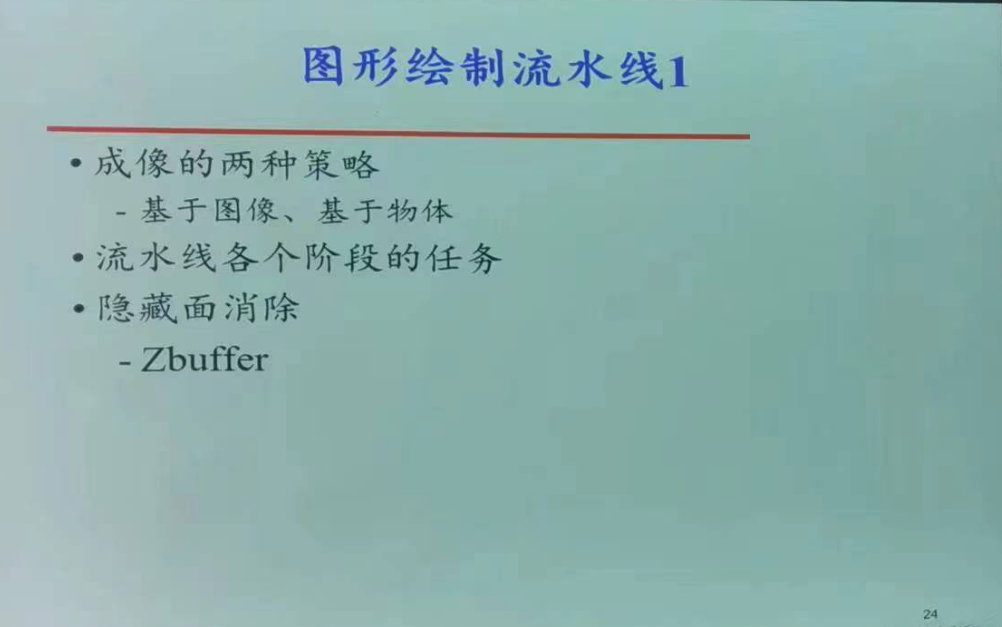 图形绘制流水线1
• 成像的两种策略
- 基于图像、基于物体
• 流水线各个阶段的任务
• 隐藏面消除
- Zbuffer
24